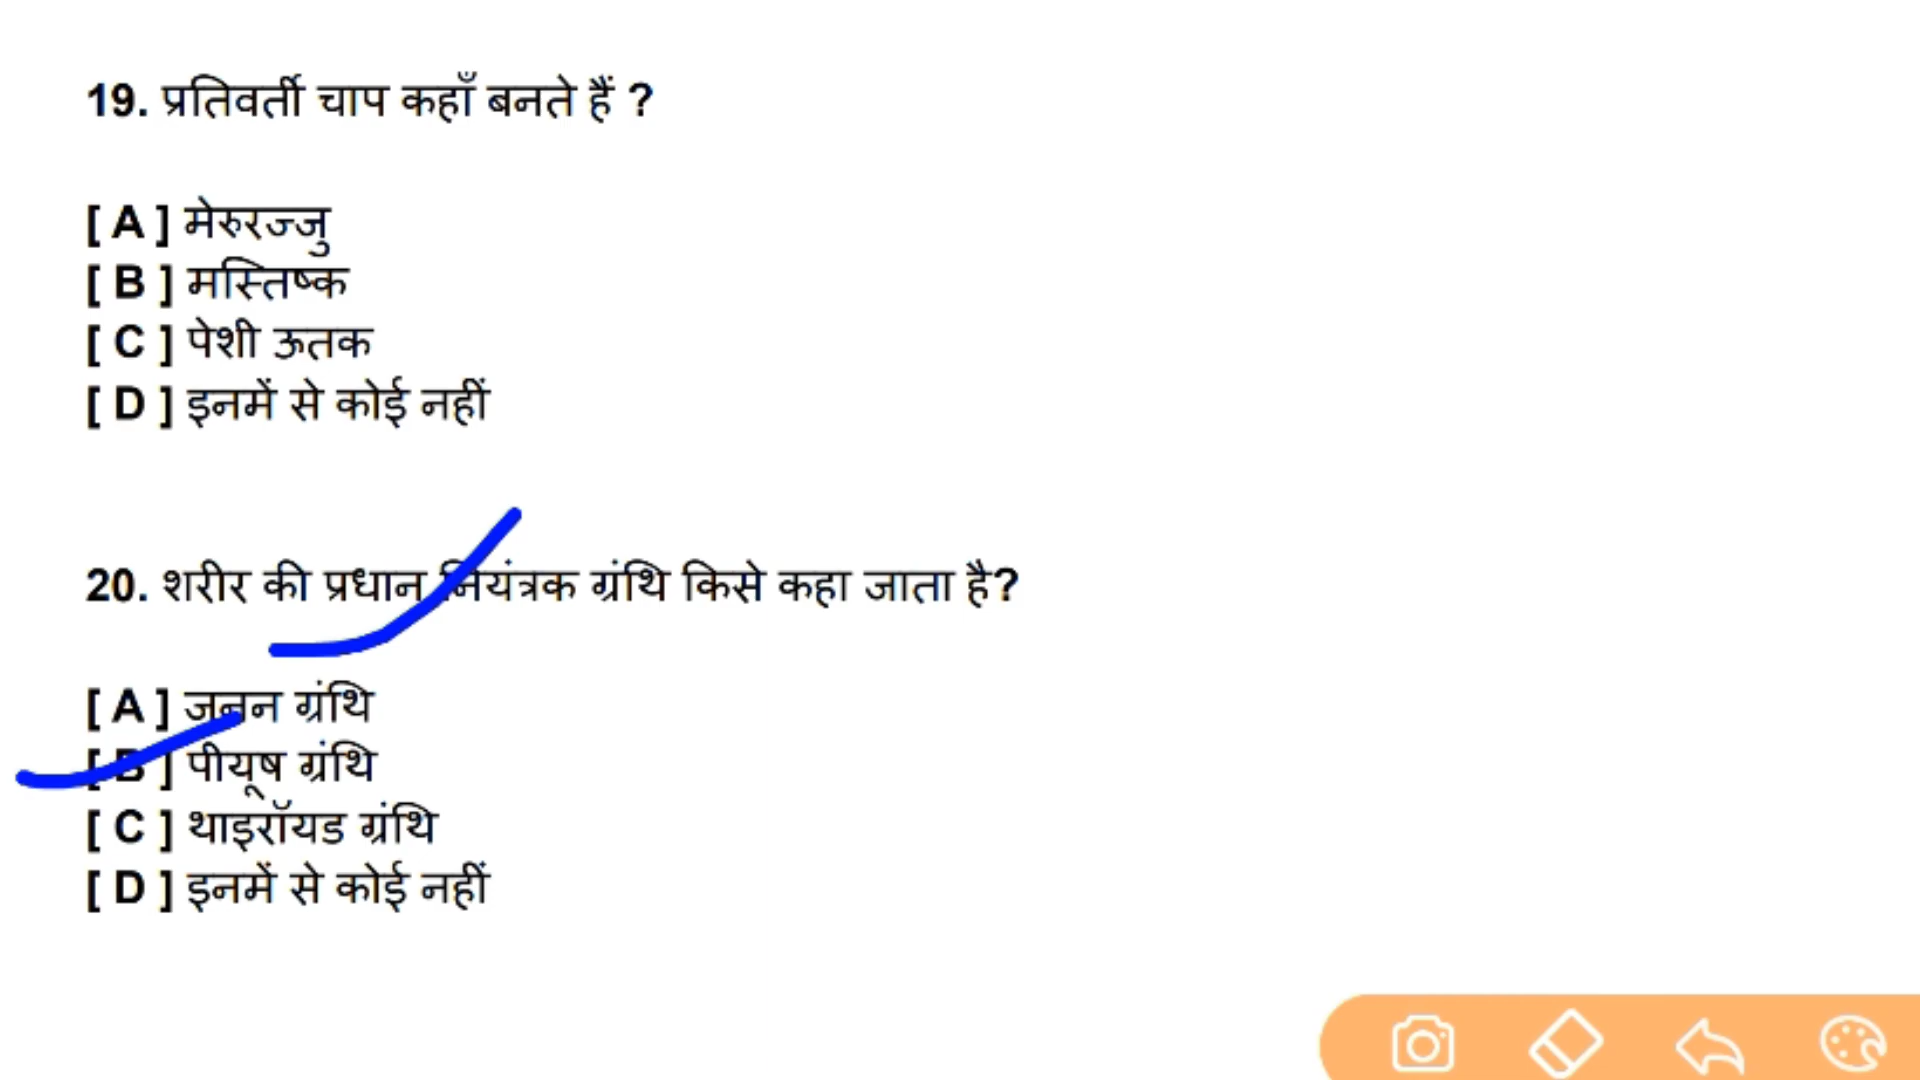 19. प्रतिवर्ती चाप कहाँ बनते हैं ?
[ A ] मेरुरज्जु
[ B ] मस्तिष्क
[ C ] पेशी ऊतक
[ D ] इनमें से कोई नहीं
20. शरीर की प्रधान नियंत्रक ग्रंथि किसे कहा जाता है?
[ A ] जनन ग्रंथि
[ B ] पीयूष ग्रंथि
[ C ] थाइरॉयड ग्रंथि
[ D ] इनमें से कोई नहीं